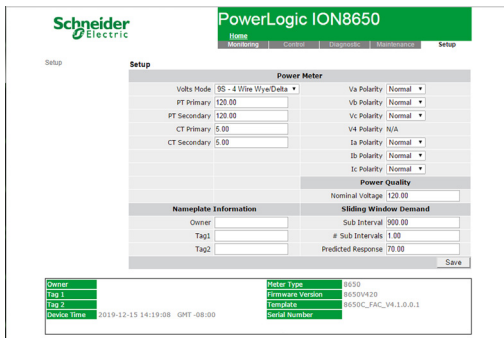 Schneider Electric
PowerLogic ION8650
Home
Monitoring Control Diagnostic Maintenance Setup
Setup
Setup
Power Meter
Volts Mode 9S - 4 Wire Wye/Delta Va Polarity Normal
PT Primary 120.00 Vb Polarity Normal
PT Secondary 120.00 Vc Polarity Normal
CT Primary 5.00 V4 Polarity N/A
CT Secondary 5.00 Ia Polarity Normal
Ib Polarity Normal
Ic Polarity Normal
Power Quality
Nominal Voltage 120.00
Nameplate Information Sliding Window Demand
Owner Sub Interval 900.00
Tag1 # Sub Intervals 1.00
Tag2 Predicted Response 70.00
Save
Owner Meter Type 8650
Tag 1 Firmware Version 8650V420
Tag 2 Template 8650C_FAC_V4.1.0.0.1
Device Time 2019-12-15 14:19:08 GMT -08:00 Serial Number